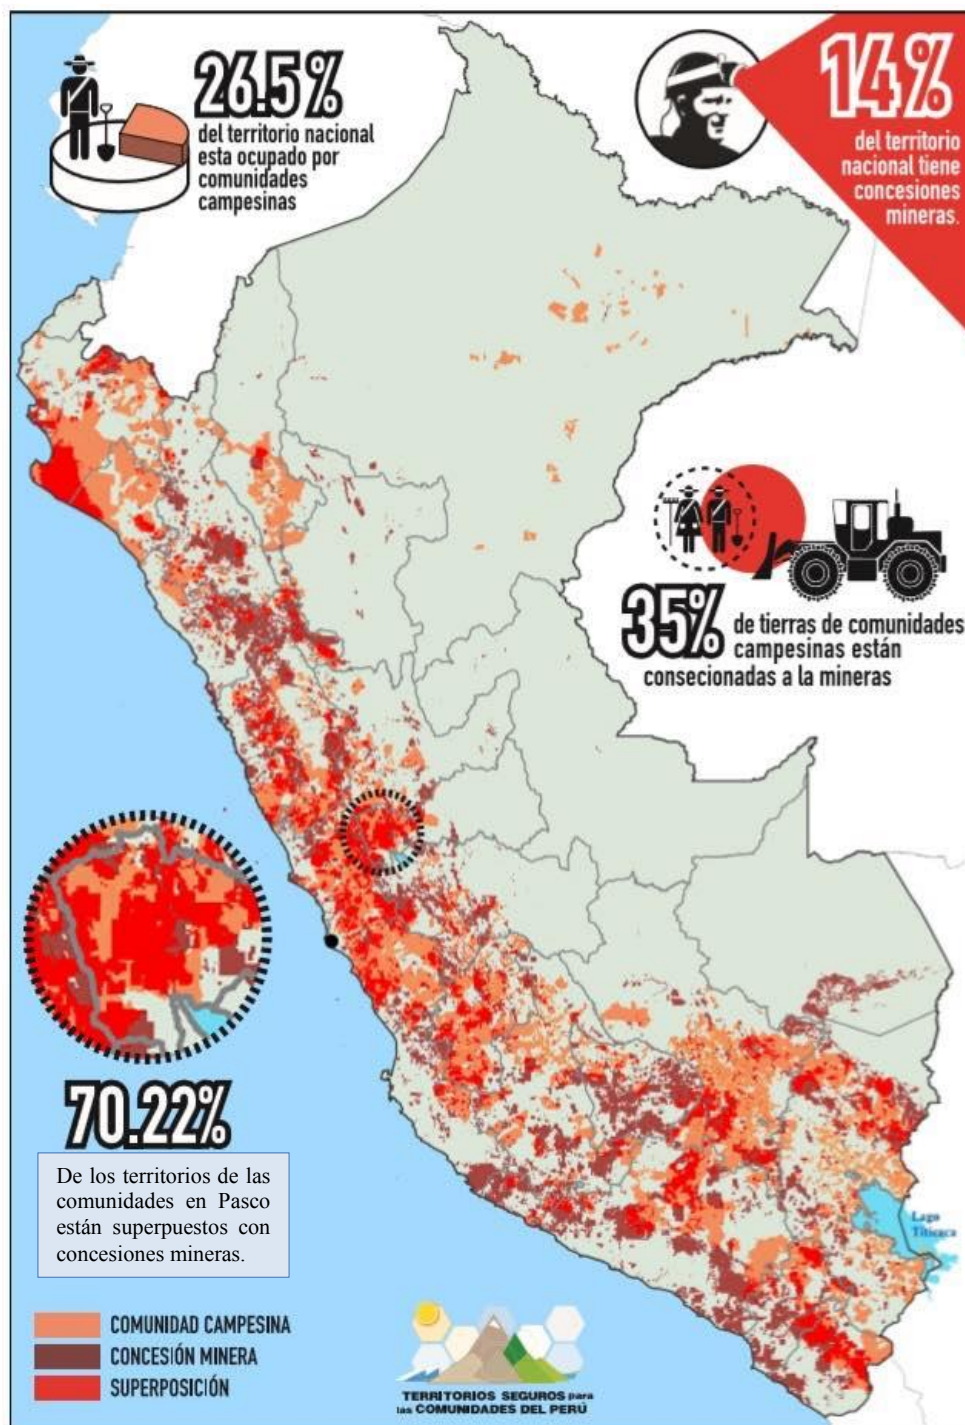 26.5%
del territorio nacional
esta ocupado por
comunidades
campesinas
14%
del territorio
nacional tiene
concesiones
mineras.
35% de tierras de comunidades
campesinas están
consecionadas a la mineras
70.22%
De los territorios de las
comunidades en Pasco
están superpuestos con
concesiones mineras.
Lago
Titicaca
COMUNIDAD CAMPESINA
CONCESIÓN MINERA
SUPERPOSICIÓN
TERRITORIOS SEGUROS para
las COMUNIDADES DEL PERÚ